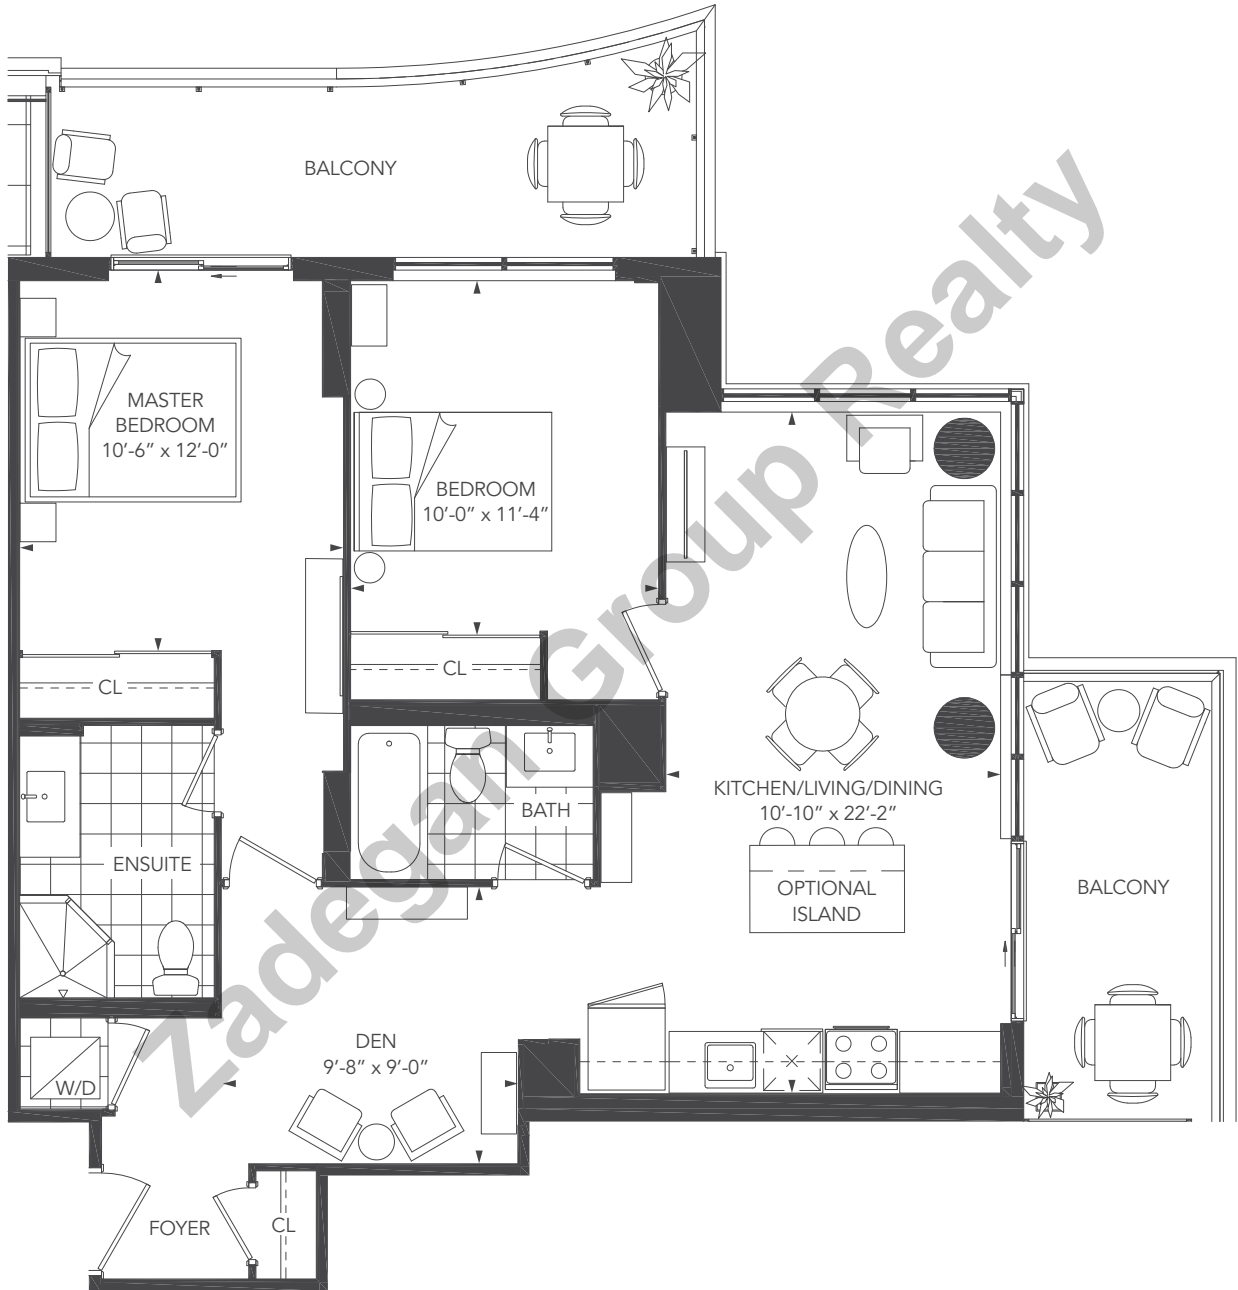 BALCONY
MASTER
BEDROOM
10'-6" x 12'-0"
BEDROOM
10'-0" x 11'-4"
CL
CL
KITCHEN/LIVING/DINING
10'-10" x 22'-2"
BATH
ENSUITE
OPTIONAL
ISLAND
BALCONY
DEN
9'-8" x 9'-0"
W/D
FOYER
CL
Zadegan Group Realty